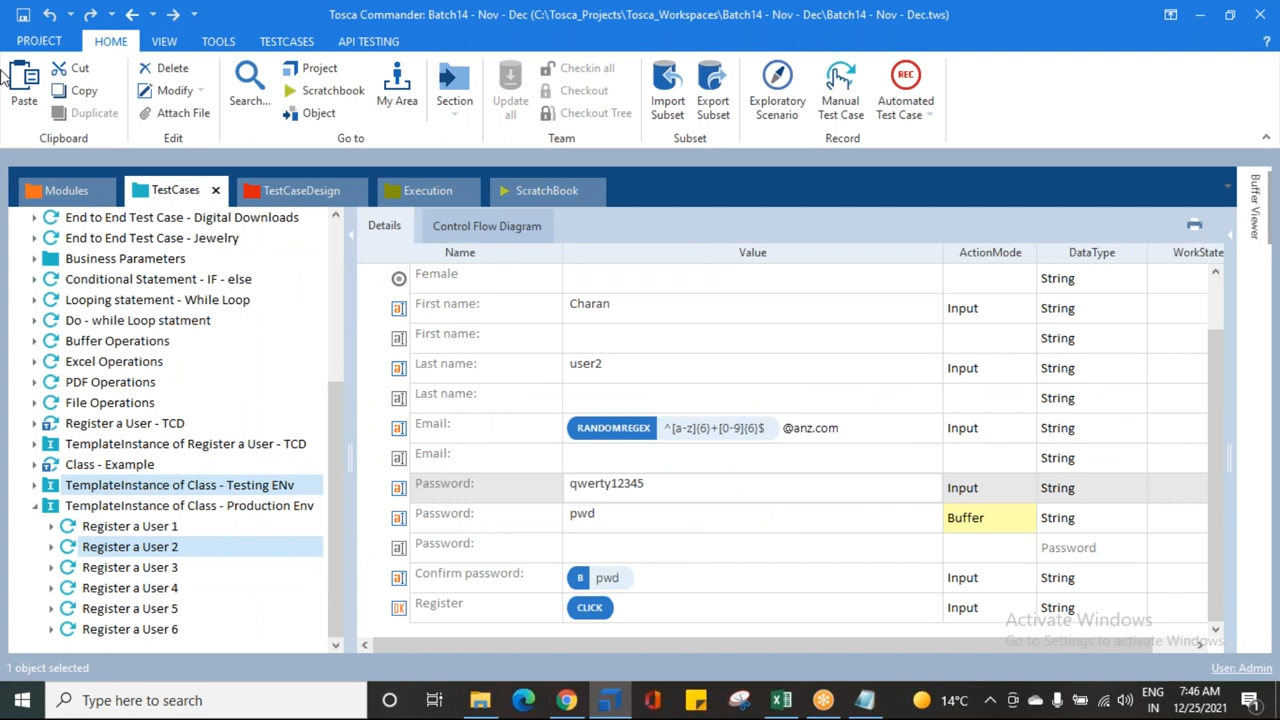 Tosca Commander: Batch14 - Nov - Dec (C:\Tosca_Projects\Tosca_Workspaces\Batch14 - Nov - Dec\Batch14 - Nov - Dec.tws)
PROJECT HOME VIEW TOOLS TESTCASES API TESTING ?
Paste Cut Copy Duplicate Clipboard
Delete Modify Attach File Edit
Search... Project Scratchbook Object My Area Section Go to
Update all Checkin all Checkout Checkout Tree Team
Import Subset Export Subset Subset
Exploratory Scenario Manual Test Case REC Automated Test Case Record
Modules TestCases TestCaseDesign Execution ScratchBook
Buffer Viewer
End to End Test Case - Digital Downloads
End to End Test Case - Jewelry
Business Parameters
Conditional Statement - IF - else
Looping statement - While Loop
Do - while Loop statment
Buffer Operations
Excel Operations
PDF Operations
File Operations
Register a User - TCD
TemplateInstance of Register a User - TCD
Class - Example
TemplateInstance of Class - Testing ENv
TemplateInstance of Class - Production Env
Register a User 1
Register a User 2
Register a User 3
Register a User 4
Register a User 5
Register a User 6
Details Control Flow Diagram
Name Value ActionMode DataType WorkState
Female String
First name: Charan Input String
First name: String
Last name: user2 Input String
Last name: String
Email: RANDOMREGEX ^[a-z]{6}+[0-9]{6}$ @anz.com Input String
Email: String
Password: qwerty12345 Input String
Password: pwd Buffer String
Password: Password
Confirm password: B pwd Input String
Register CLICK Input String
Activate Windows
Go to Settings to activate Windows.
1 object selected User: Admin
Type here to search 14°C ENG IN 7:46 AM 12/25/2021 1